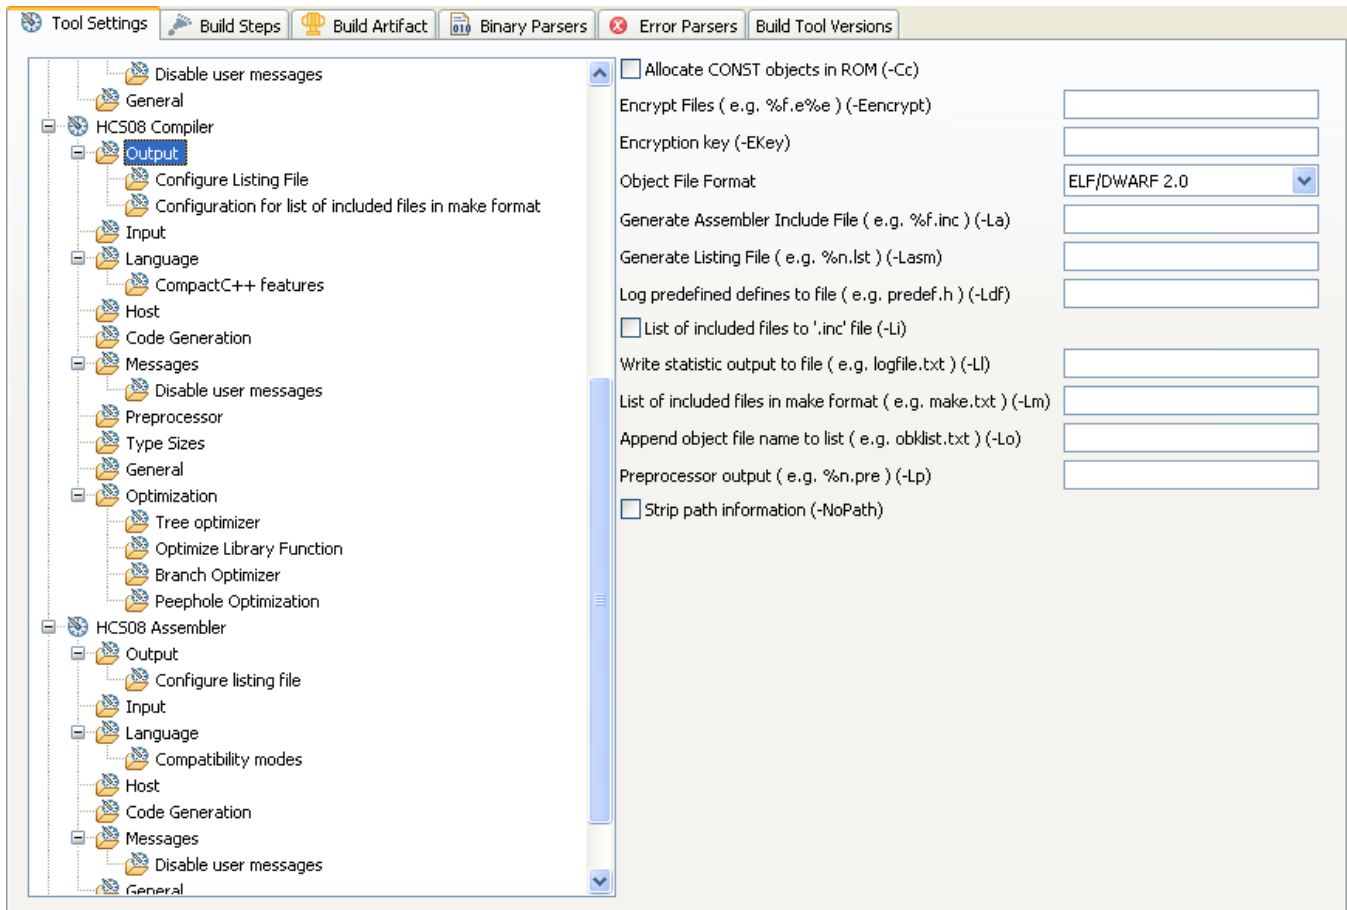 Tool Settings Build Steps Build Artifact Binary Parsers Error Parsers Build Tool Versions
Disable user messages
General
HCS08 Compiler
Output
Configure Listing File
Configuration for list of included files in make format
Input
Language
CompactC++ features
Host
Code Generation
Messages
Disable user messages
Preprocessor
Type Sizes
General
Optimization
Tree optimizer
Optimize Library Function
Branch Optimizer
Peephole Optimization
HCS08 Assembler
Output
Configure listing file
Input
Language
Compatibility modes
Host
Code Generation
Messages
Disable user messages
General
Allocate CONST objects in ROM (-Cc)
Encrypt Files ( e.g. %f.e%e ) (-Eencrypt)
Encryption key (-EKey)
Object File Format ELF/DWARF 2.0
Generate Assembler Include File ( e.g. %f.inc ) (-La)
Generate Listing File ( e.g. %n.lst ) (-Lasm)
Log predefined defines to file ( e.g. predef.h ) (-Ldf)
List of included files to '.inc' file (-Li)
Write statistic output to file ( e.g. logfile.txt ) (-Ll)
List of included files in make format ( e.g. make.txt ) (-Lm)
Append object file name to list ( e.g. obklist.txt ) (-Lo)
Preprocessor output ( e.g. %n.pre ) (-Lp)
Strip path information (-NoPath)